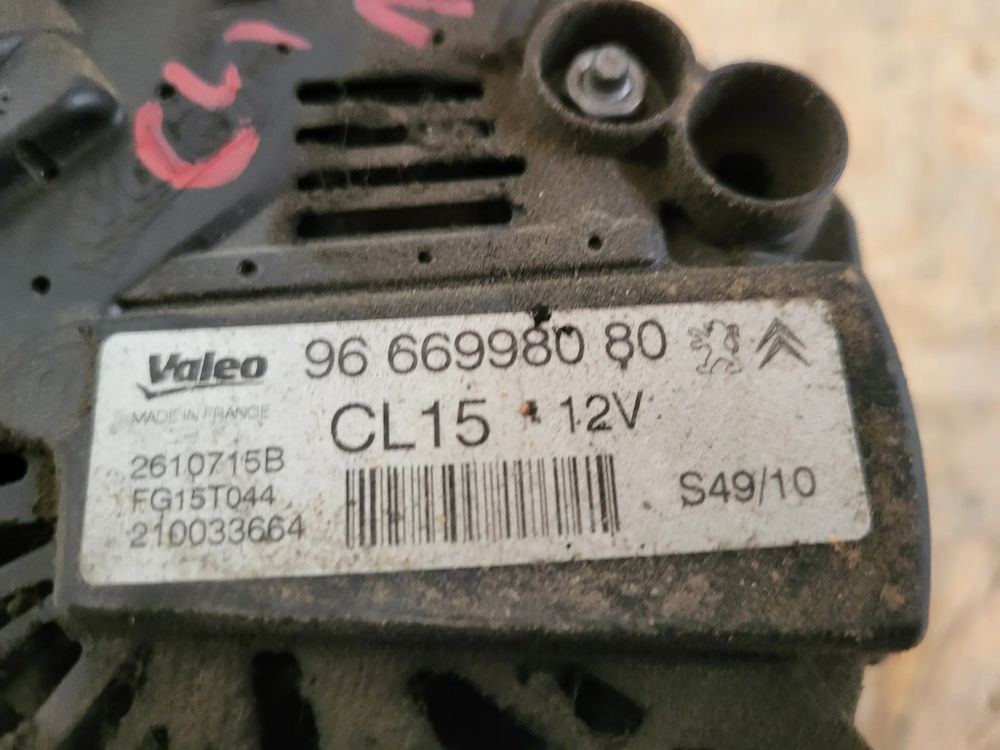 Valeo 96 669980 80
MADE IN FRANCE
CL15 12V
2610715B
FG15T044
S49/10
210033664